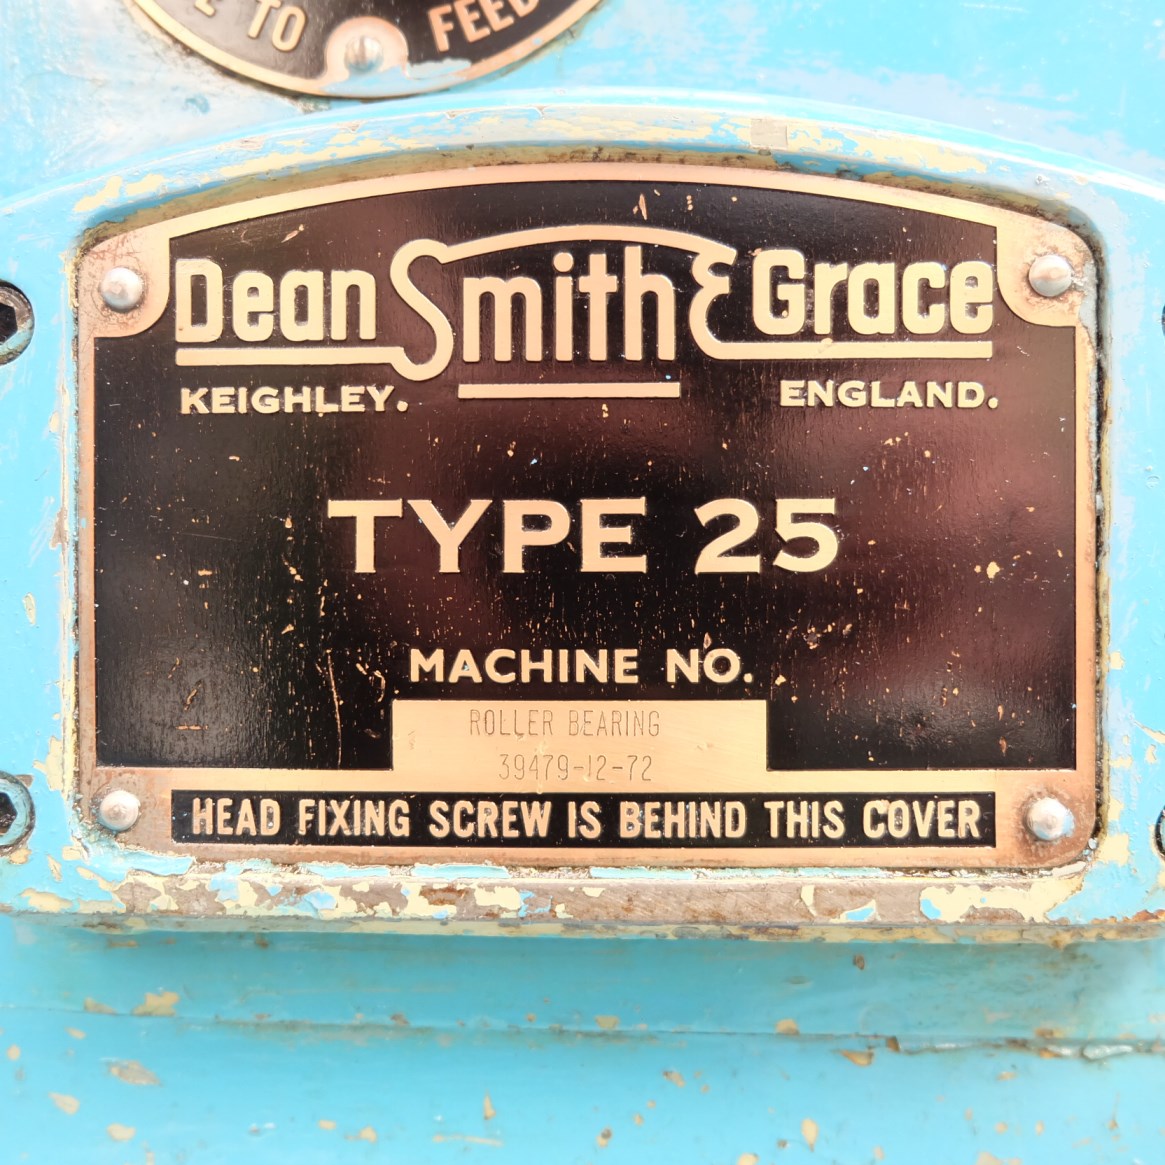 TO FEED
Dean Smith & Grace
KEIGHLEY. ENGLAND.
TYPE 25
MACHINE NO.
ROLLER BEARING
39479-12-72
HEAD FIXING SCREW IS BEHIND THIS COVER